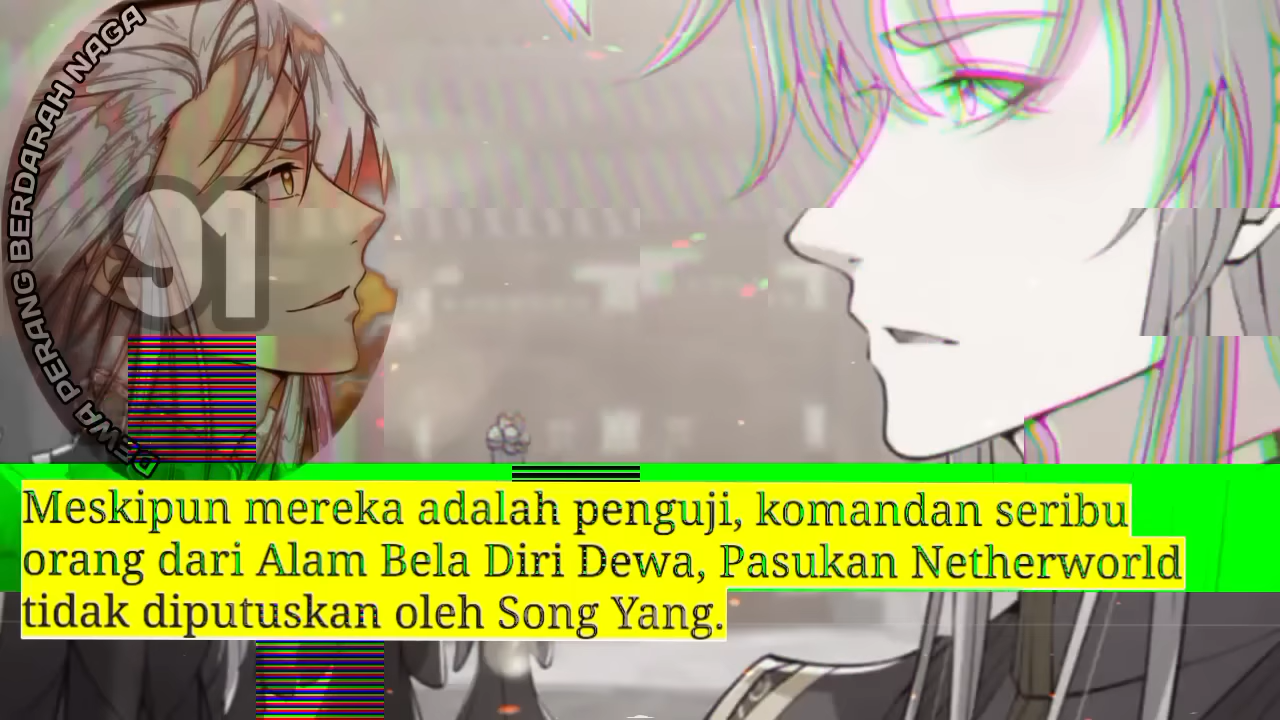 DEWA PERANG BERDARAH NAGA
91
Meskipun mereka adalah penguji, komandan seribu
orang dari Alam Bela Diri Dewa, Pasukan Netherworld
tidak diputuskan oleh Song Yang.